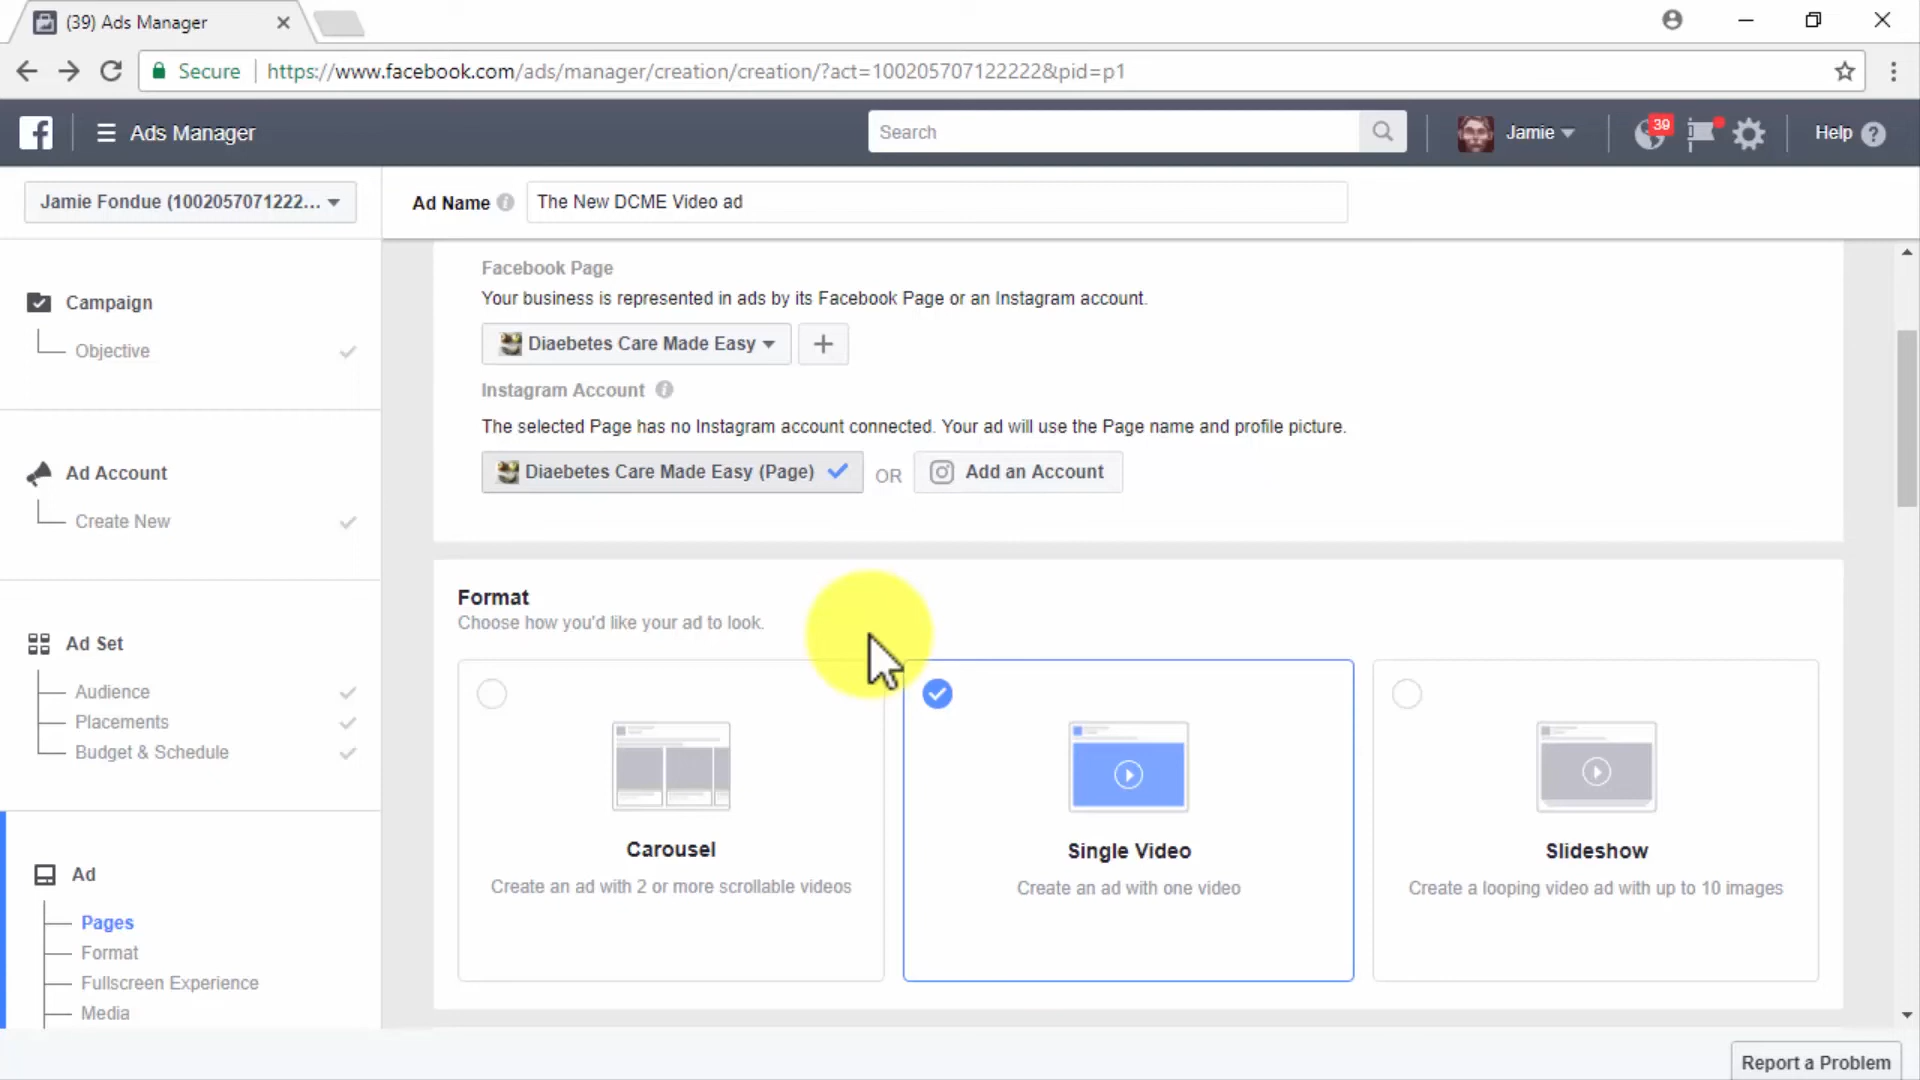 (39) Ads Manager
Secure
https://www.facebook.com/ads/manager/creation/creation/?act=100205707122222&pid=p1
Ads Manager
Search
Jamie
39
Help
Jamie Fondue (1002057071222...
Ad Name
The New DCME Video ad
Campaign
Objective
Ad Account
Create New
Ad Set
Audience
Placements
Budget & Schedule
Ad
Pages
Format
Fullscreen Experience
Media
Facebook Page
Your business is represented in ads by its Facebook Page or an Instagram account.
Diaebetes Care Made Easy
Instagram Account
The selected Page has no Instagram account connected. Your ad will use the Page name and profile picture.
Diaebetes Care Made Easy (Page)
OR
Add an Account
Format
Choose how you'd like your ad to look.
Carousel
Create an ad with 2 or more scrollable videos
Single Video
Create an ad with one video
Slideshow
Create a looping video ad with up to 10 images
Report a Problem